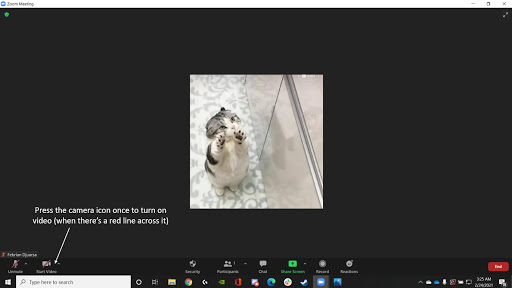 Zoom Meeting
Press the camera icon once to turn on
video (when there's a red line across it)
Febrian Djuarsa
Unmute
Start Video
Security
Participants
1
Chat
Share Screen
Record
Reactions
End
Type here to search
3:25 AM
2/24/2021